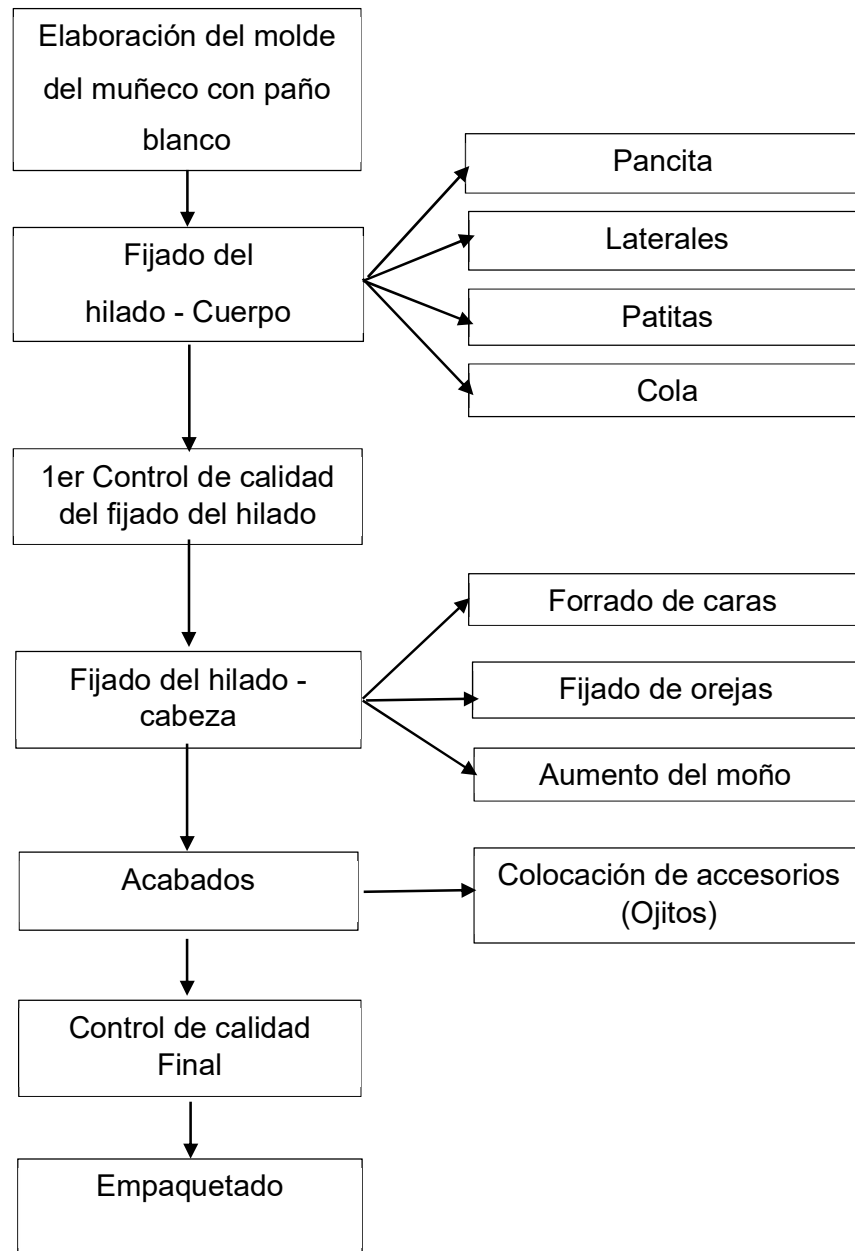 Elaboración del molde
del muñeco con paño
blanco
Pancita
Laterales
Fijado del
hilado - Cuerpo
Patitas
Cola
1er Control de calidad
del fijado del hilado
Forrado de caras
Fijado del hilado -
cabeza
Fijado de orejas
Aumento del moño
Acabados
Colocación de accesorios
(Ojitos)
Control de calidad
Final
Empaquetado